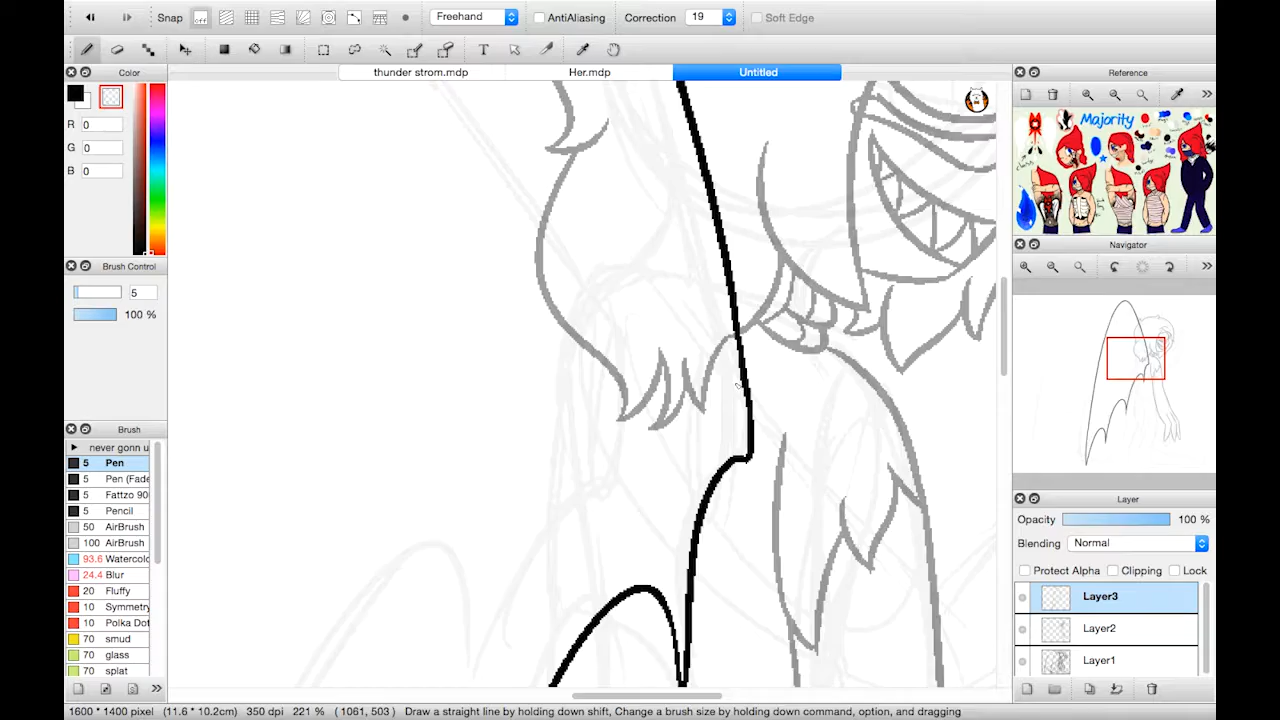 Snap off Freehand AntiAliasing Correction 19 Soft Edge
T
thunder strom.mdp Her.mdp Untitled
Color
R 0
G 0
B 0
Brush Control
5
100 %
Brush
never gonn u
5 Pen
5 Pen (Fade
5 Fattzo 90
5 Pencil
50 AirBrush
100 AirBrush
93.6 Watercolo
24.4 Blur
20 Fluffy
10 Symmetry
10 Polka Dot
70 smud
70 glass
70 splat
Reference
Majority
Navigator
Layer
Opacity 100 %
Blending Normal
Protect Alpha Clipping Lock
Layer3
Layer2
Layer1
1600 * 1400 pixel (11.6 * 10.2cm) 350 dpi 221 % ( 1061, 503 ) Draw a straight line by holding down shift, Change a brush size by holding down command, option, and dragging